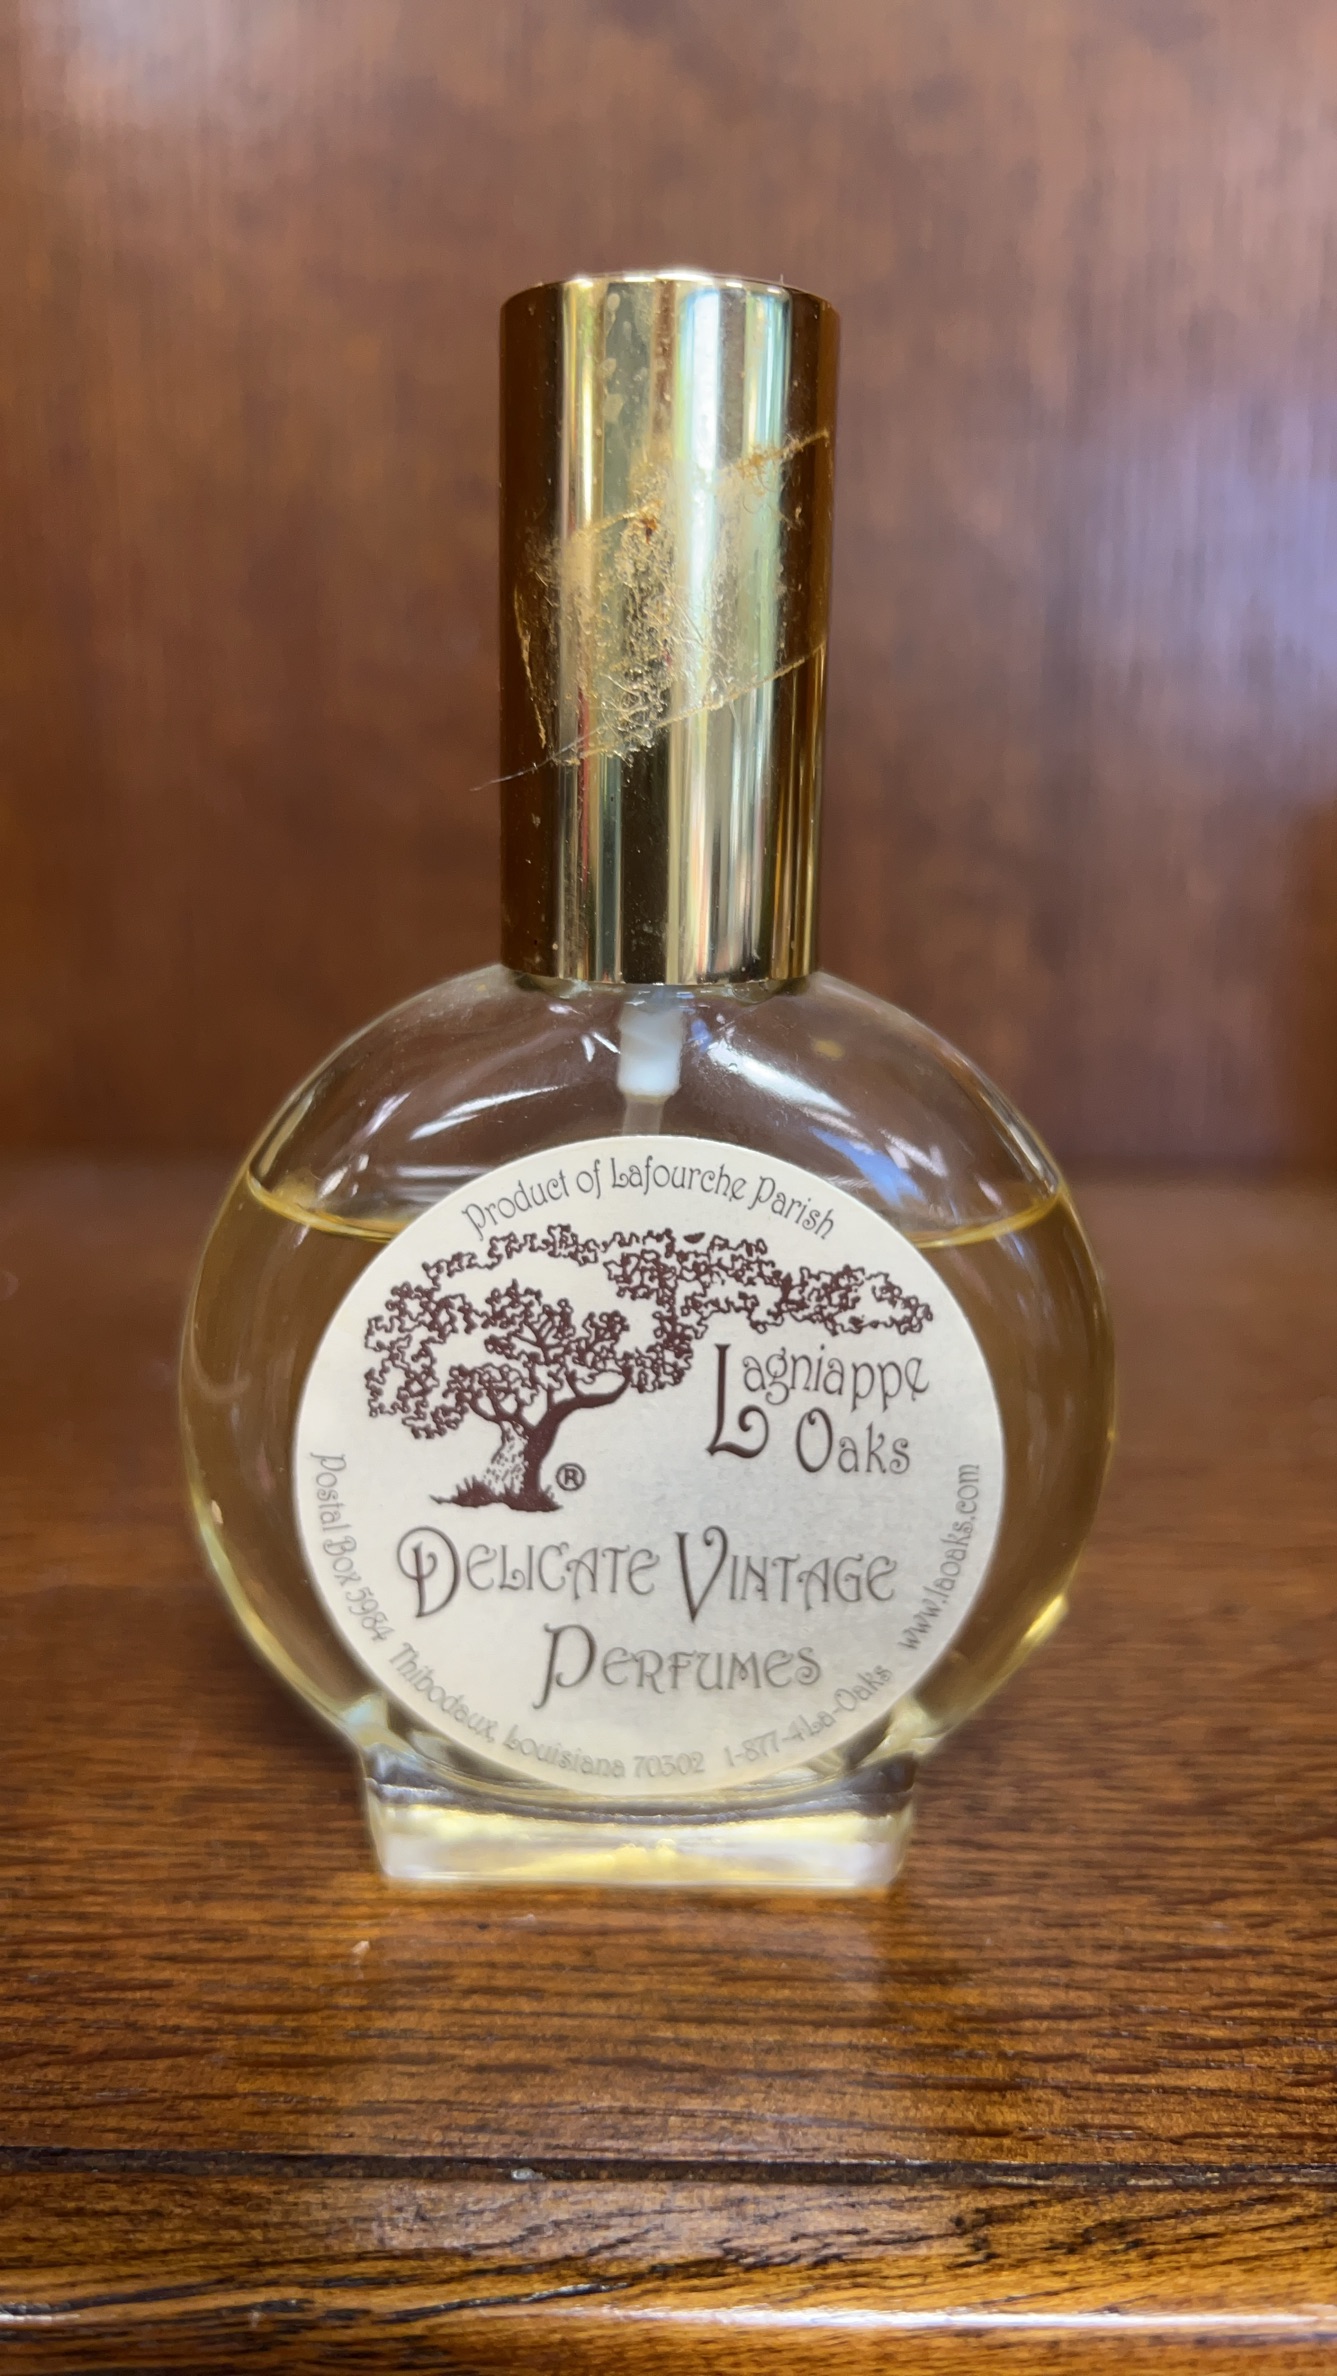 Product of Lafourche Parish
Lagniappe
Oaks
®
Delicate Vintage
Perfumes
Postal Box 5984 Thibodaux, Louisiana 70302 1-877-4La-Oaks www.laoaks.com